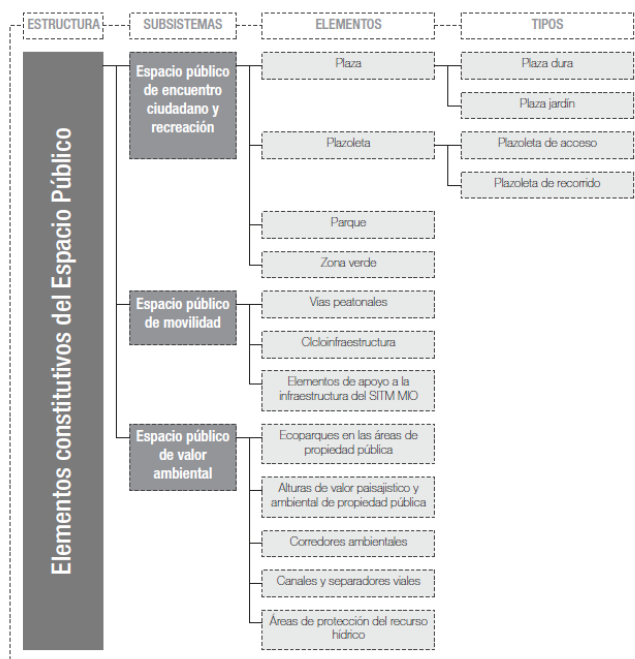 ESTRUCTURA
SUBSISTEMAS
ELEMENTOS
TIPOS
Elementos constitutivos del Espacio Público
Espacio público
de encuentro
ciudadano y
recreación
Plaza
Plaza dura
Plaza jardín
Plazoleta
Plazoleta de acceso
Plazoleta de recorrido
Parque
Zona verde
Espacio público
de movilidad
Vías peatonales
CIcloinfraestructura
Elementos de apoyo a la
infraestructura del SITM MIO
Espacio público
de valor
ambiental
Ecoparques en las áreas de
propiedad pública
Alturas de valor paisajístico y
ambiental de propiedad pública
Corredores ambientales
Canales y separadores viales
Áreas de protección del recurso
hídrico